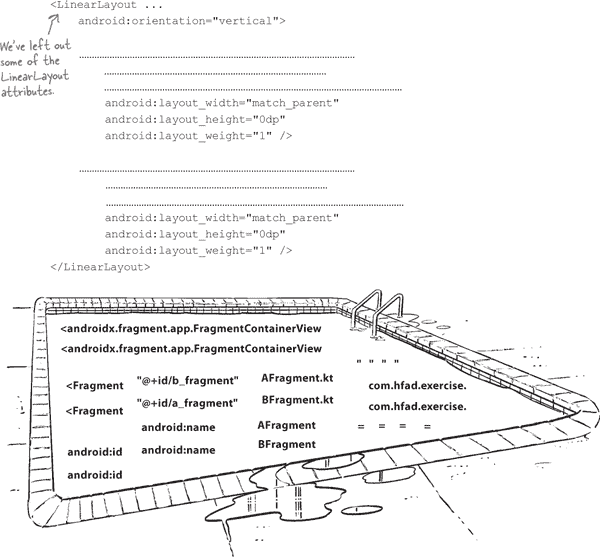 <LinearLayout ...
android:orientation="vertical">
We've left out
some of the
LinearLayout
attributes.
android:layout_width="match_parent"
android:layout_height="0dp"
android:layout_weight="1" />
android:layout_width="match_parent"
android:layout_height="0dp"
android:layout_weight="1" />
</LinearLayout>
<androidx.fragment.app.FragmentContainerView
<androidx.fragment.app.FragmentContainerView
" " " "
<Fragment "@+id/b_fragment" AFragment.kt com.hfad.exercise.
<Fragment "@+id/a_fragment" BFragment.kt com.hfad.exercise.
android:name AFragment = = = =
android:id android:name BFragment
android:id